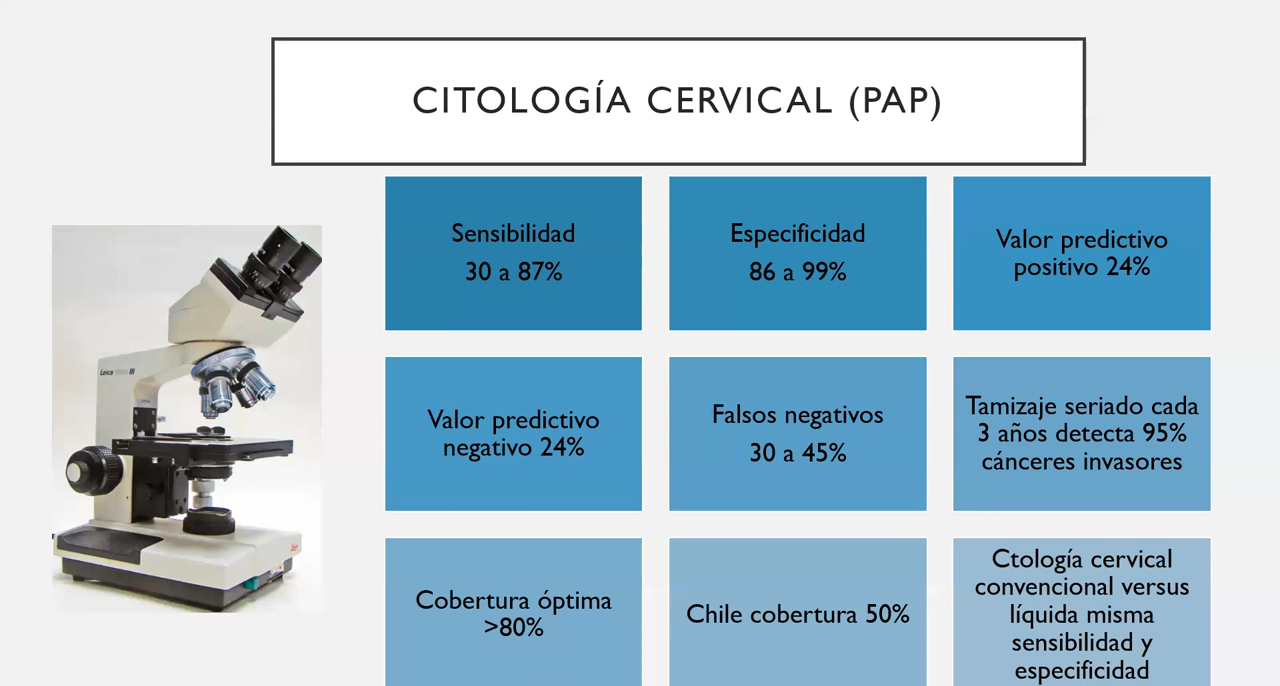 CITOLOGÍA CERVICAL (PAP)
Sensibilidad
30 a 87%
Especificidad
86 a 99%
Valor predictivo
positivo 24%
Valor predictivo
negativo 24%
Falsos negativos
30 a 45%
Tamizaje seriado cada
3 años detecta 95%
cánceres invasores
Cobertura óptima
>80%
Chile cobertura 50%
Ctología cervical
convencional versus
líquida misma
sensibilidad y
especificidad
Leica